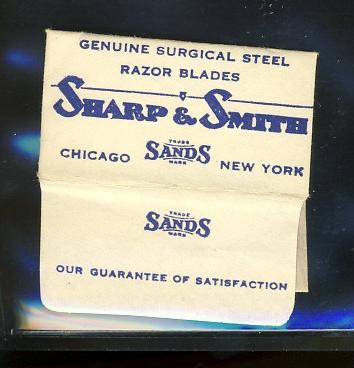 GENUINE SURGICAL STEEL
RAZOR BLADES
SHARP & SMITH
CHICAGO TRADE SANDS MARK NEW YORK
TRADE
SANDS
MARK
OUR GUARANTEE OF SATISFACTION